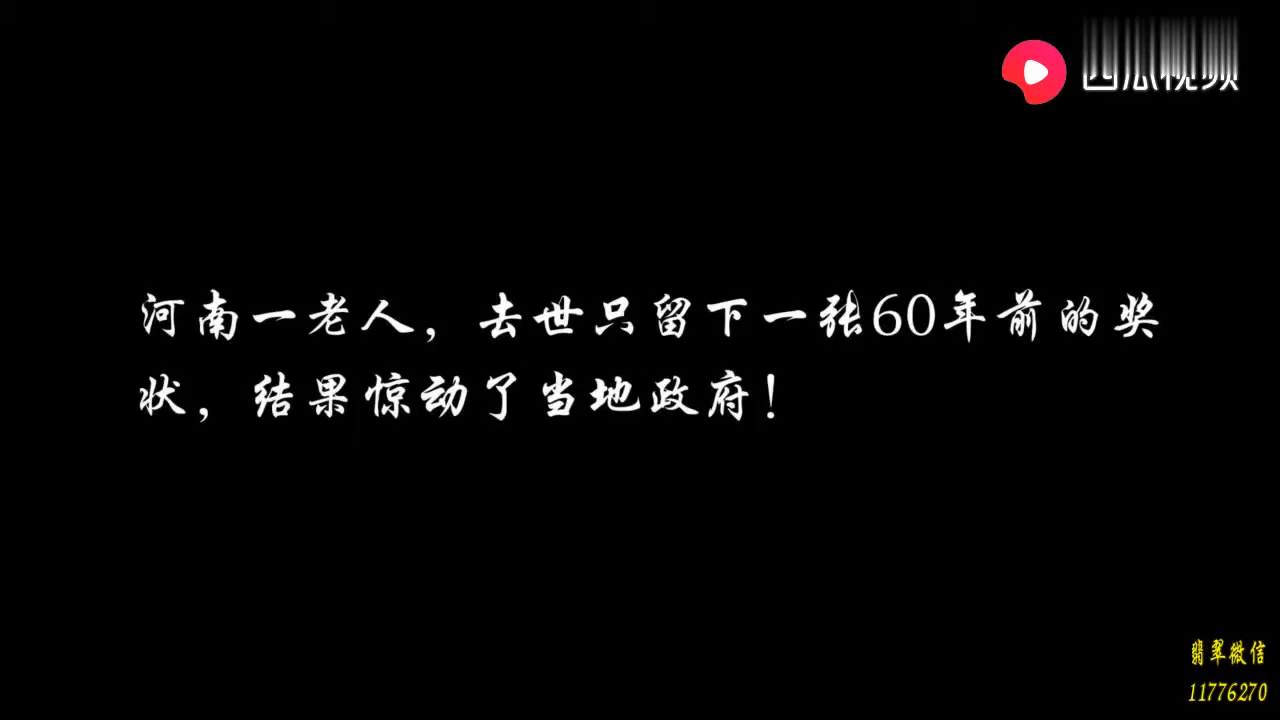 西瓜视频
河南一老人，去世只留下一张60年前的奖
状，结果惊动了当地政府！
翡翠微信
11776270